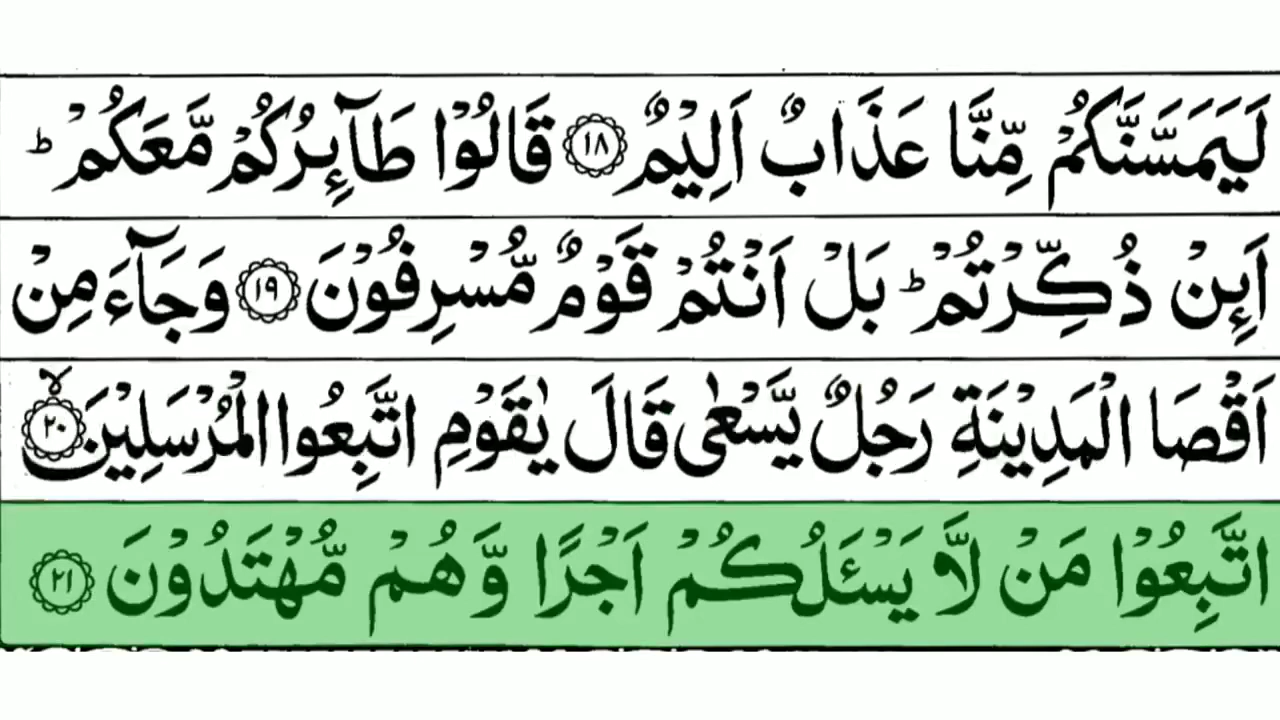 لَيَمَسَّنَّكُمْ مِّنَّا عَذَابٌ اَلِيْمٌ ۝١٨ قَالُوْا طَآئِرُكُمْ مَّعَكُمْ ؕ
اَئِنْ ذُكِّرْتُمْ ؕ بَلْ اَنْتُمْ قَوْمٌ مُّسْرِفُوْنَ ۝١٩ وَجَآءَ مِنْ
اَقْصَا الْمَدِيْنَةِ رَجُلٌ يَّسْعٰى قَالَ يٰقَوْمِ اتَّبِعُوا الْمُرْسَلِيْنَ ۝٢٠ ۙ
اتَّبِعُوْا مَنْ لَّا يَسْـَٔلُكُمْ اَجْرًا وَّهُمْ مُّهْتَدُوْنَ ۝٢١